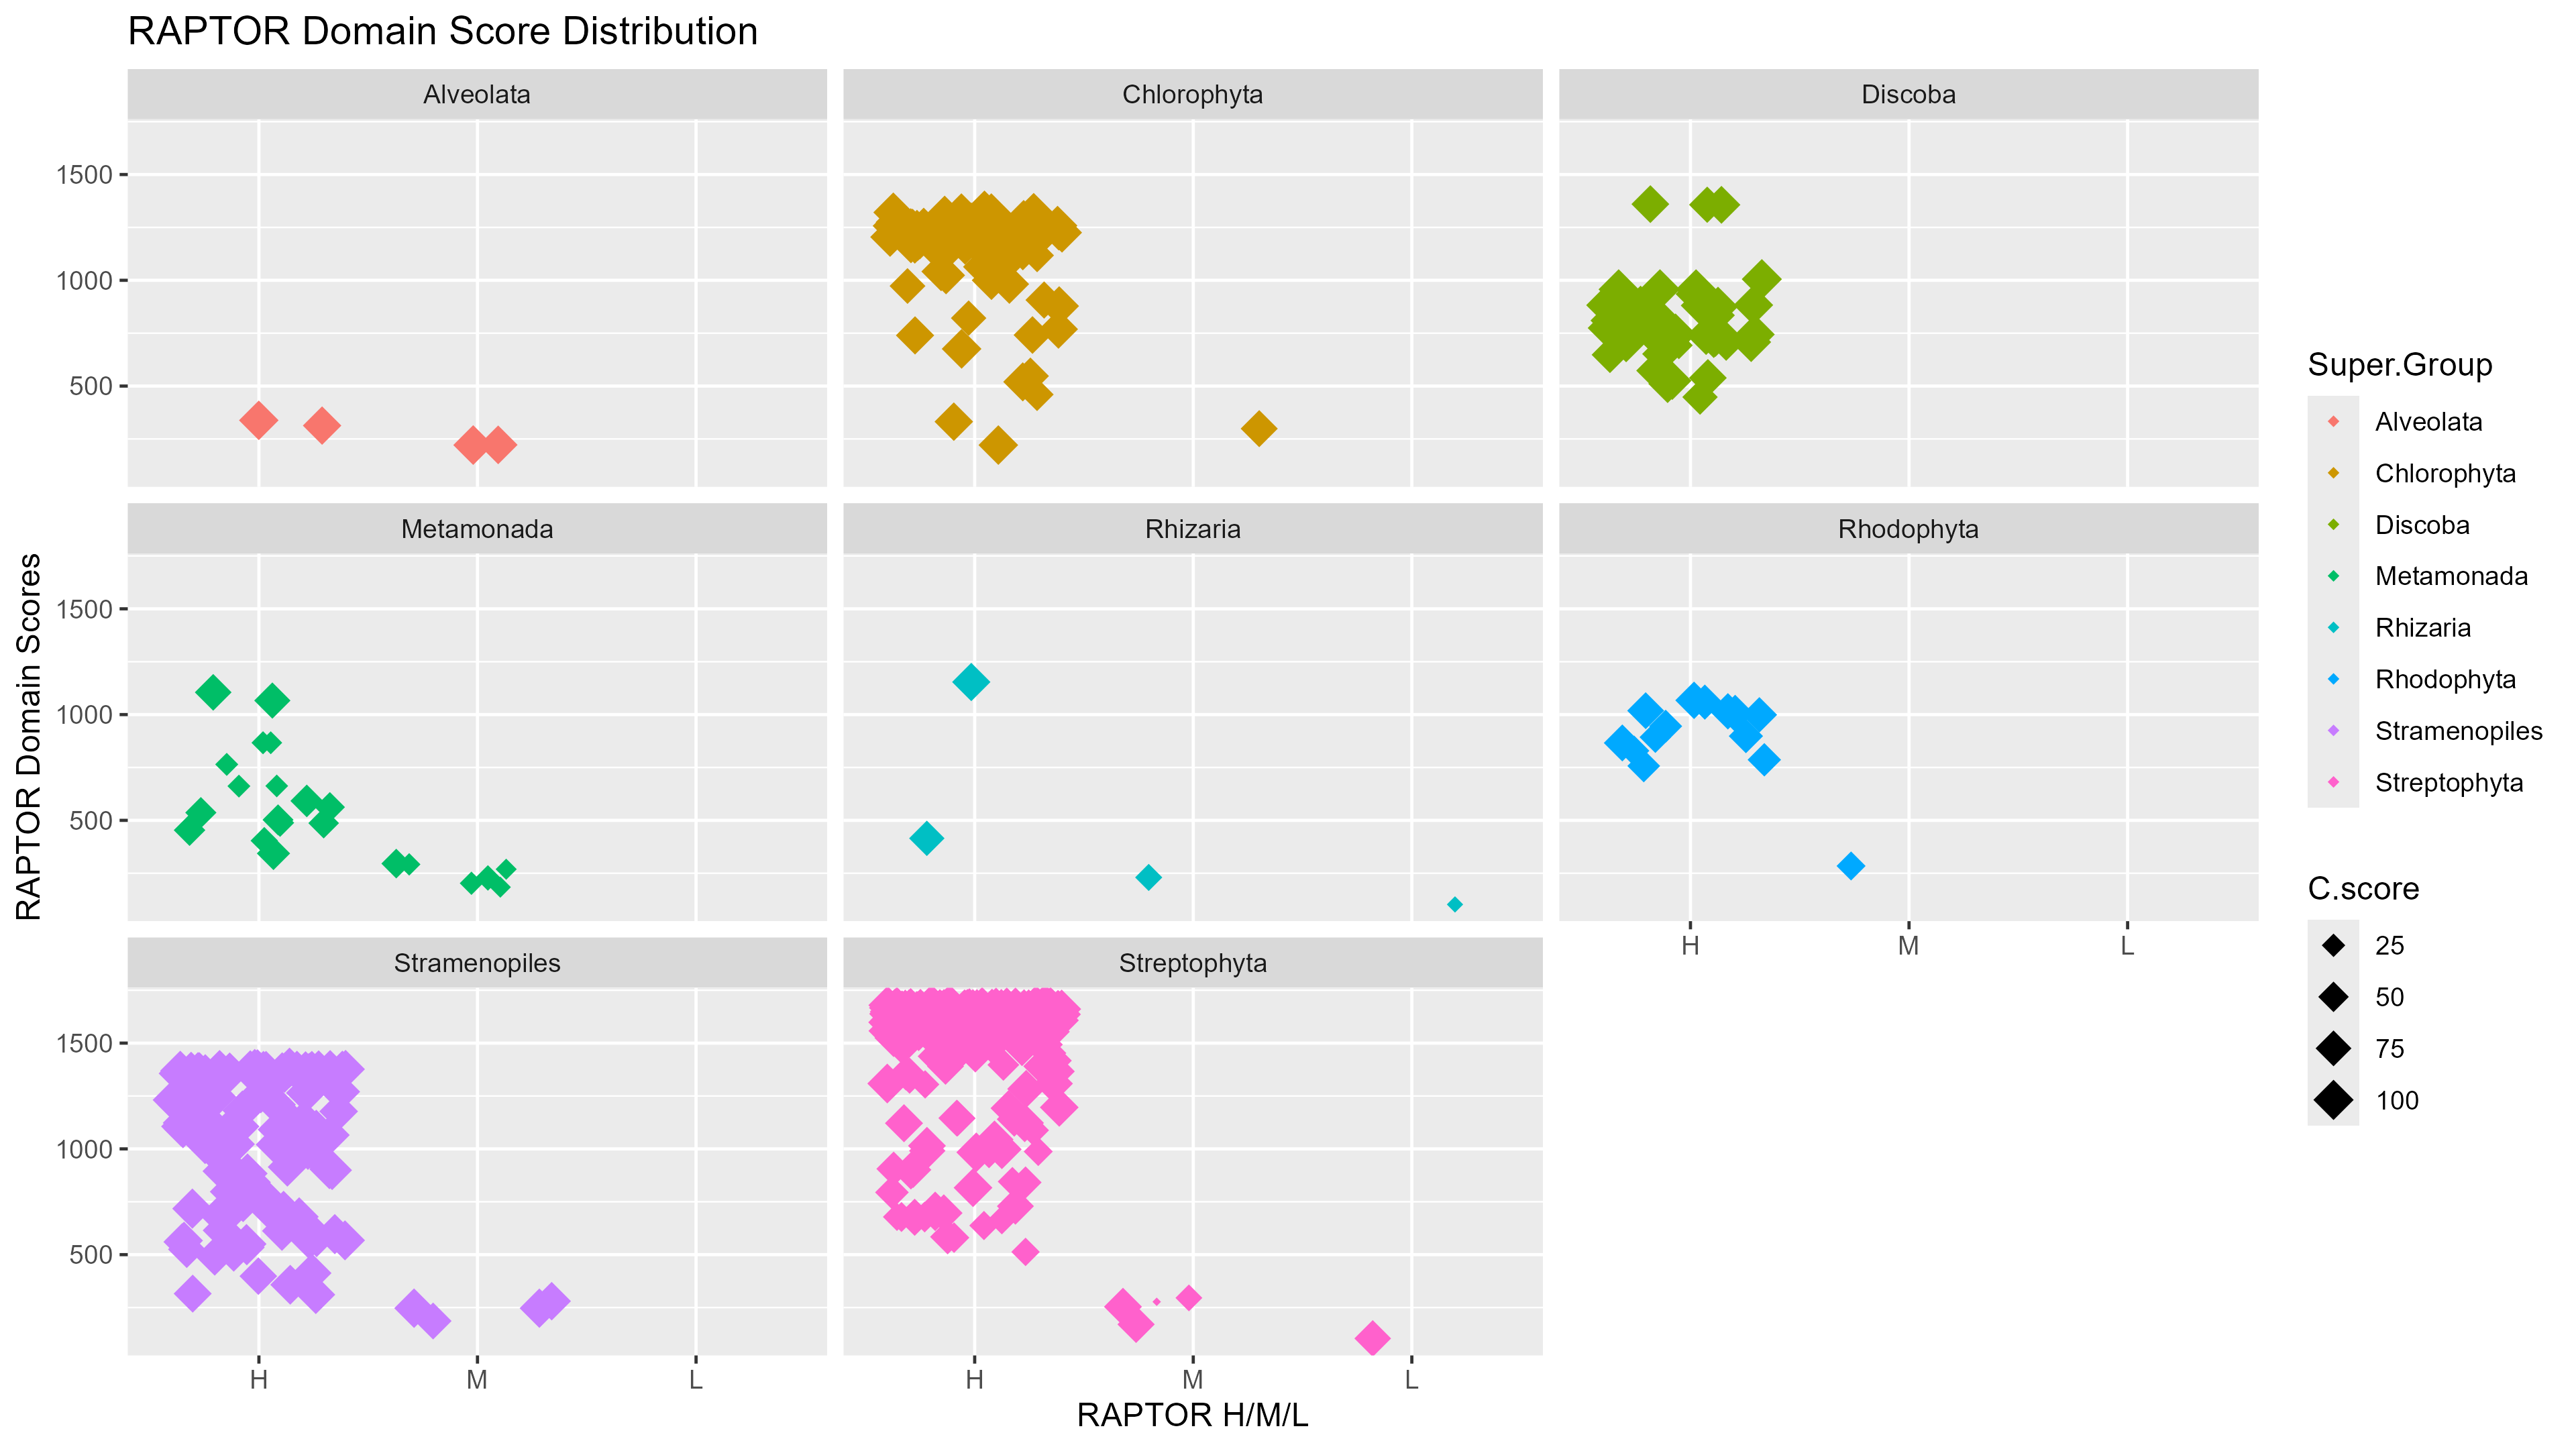 RAPTOR Domain Score Distribution
Alveolata
Chlorophyta
Discoba
1500
1000
500
Metamonada
Rhizaria
Rhodophyta
1500
1000
500
H M L
Stramenopiles
Streptophyta
1500
1000
500
H M L
H M L
RAPTOR H/M/L
RAPTOR Domain Scores
Super.Group
Alveolata
Chlorophyta
Discoba
Metamonada
Rhizaria
Rhodophyta
Stramenopiles
Streptophyta
C.score
25
50
75
100